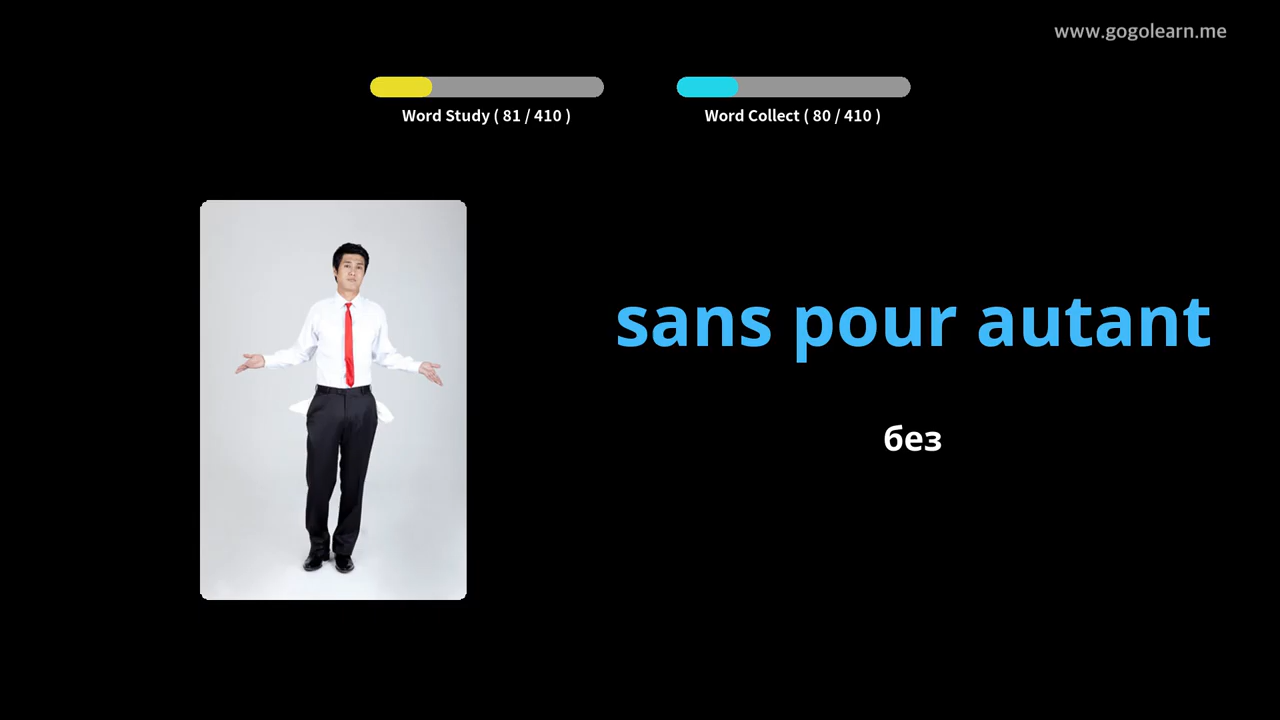 www.gogolearn.me
Word Study ( 81 / 410 )
Word Collect ( 80 / 410 )
sans pour autant
без